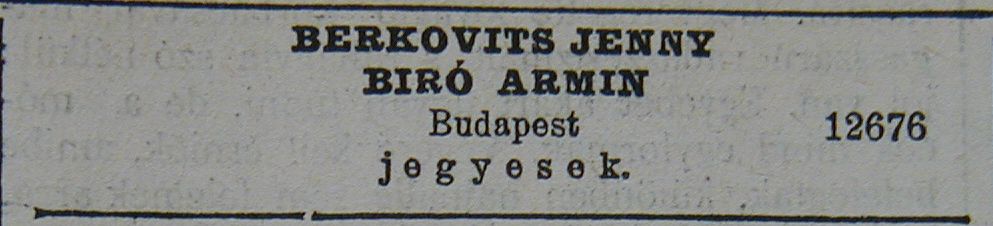 BERKOVITS JENNY
BIRÓ ARMIN
Budapest 12676
jegyesek.